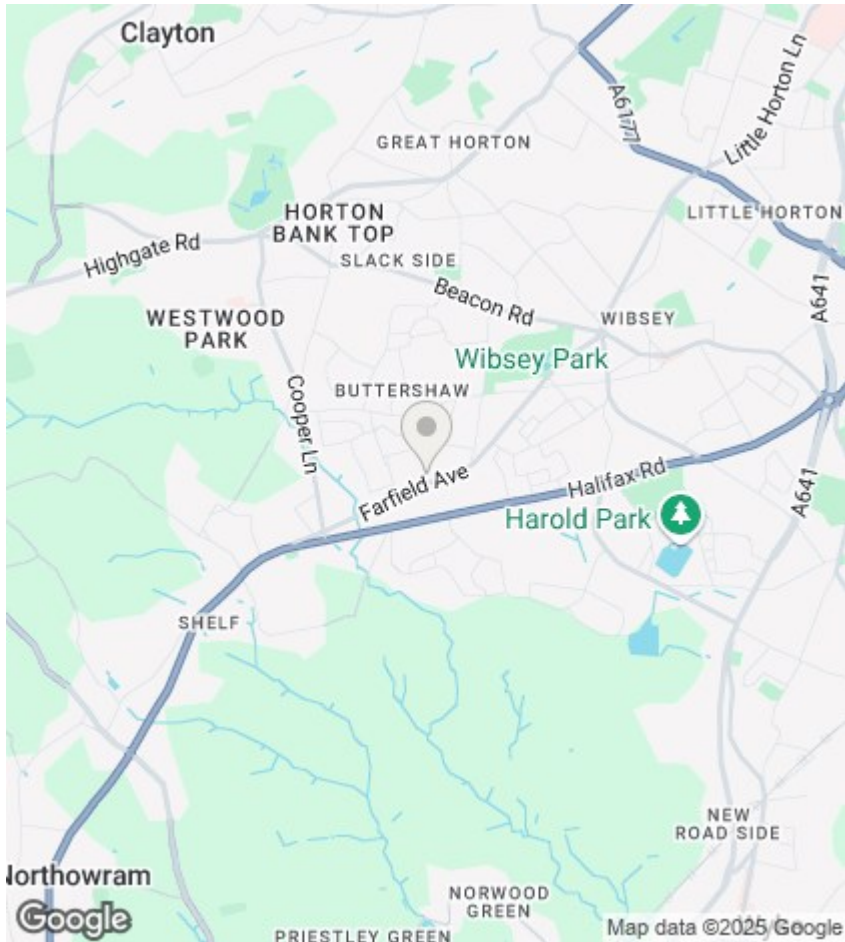 Clayton
A6177
Little Horton Ln
GREAT HORTON
HORTON
BANK TOP
LITTLE HORTON
Highgate Rd
SLACK SIDE
Beacon Rd
A641
WESTWOOD
PARK
WIBSEY
Wibsey Park
BUTTERSHAW
Cooper Ln
Farfield Ave
Halifax Rd
A641
Harold Park
SHELF
NEW
ROAD SIDE
Northowram
NORWOOD
GREEN
PRIESTLEY GREEN
Google
Map data ©2025 Google